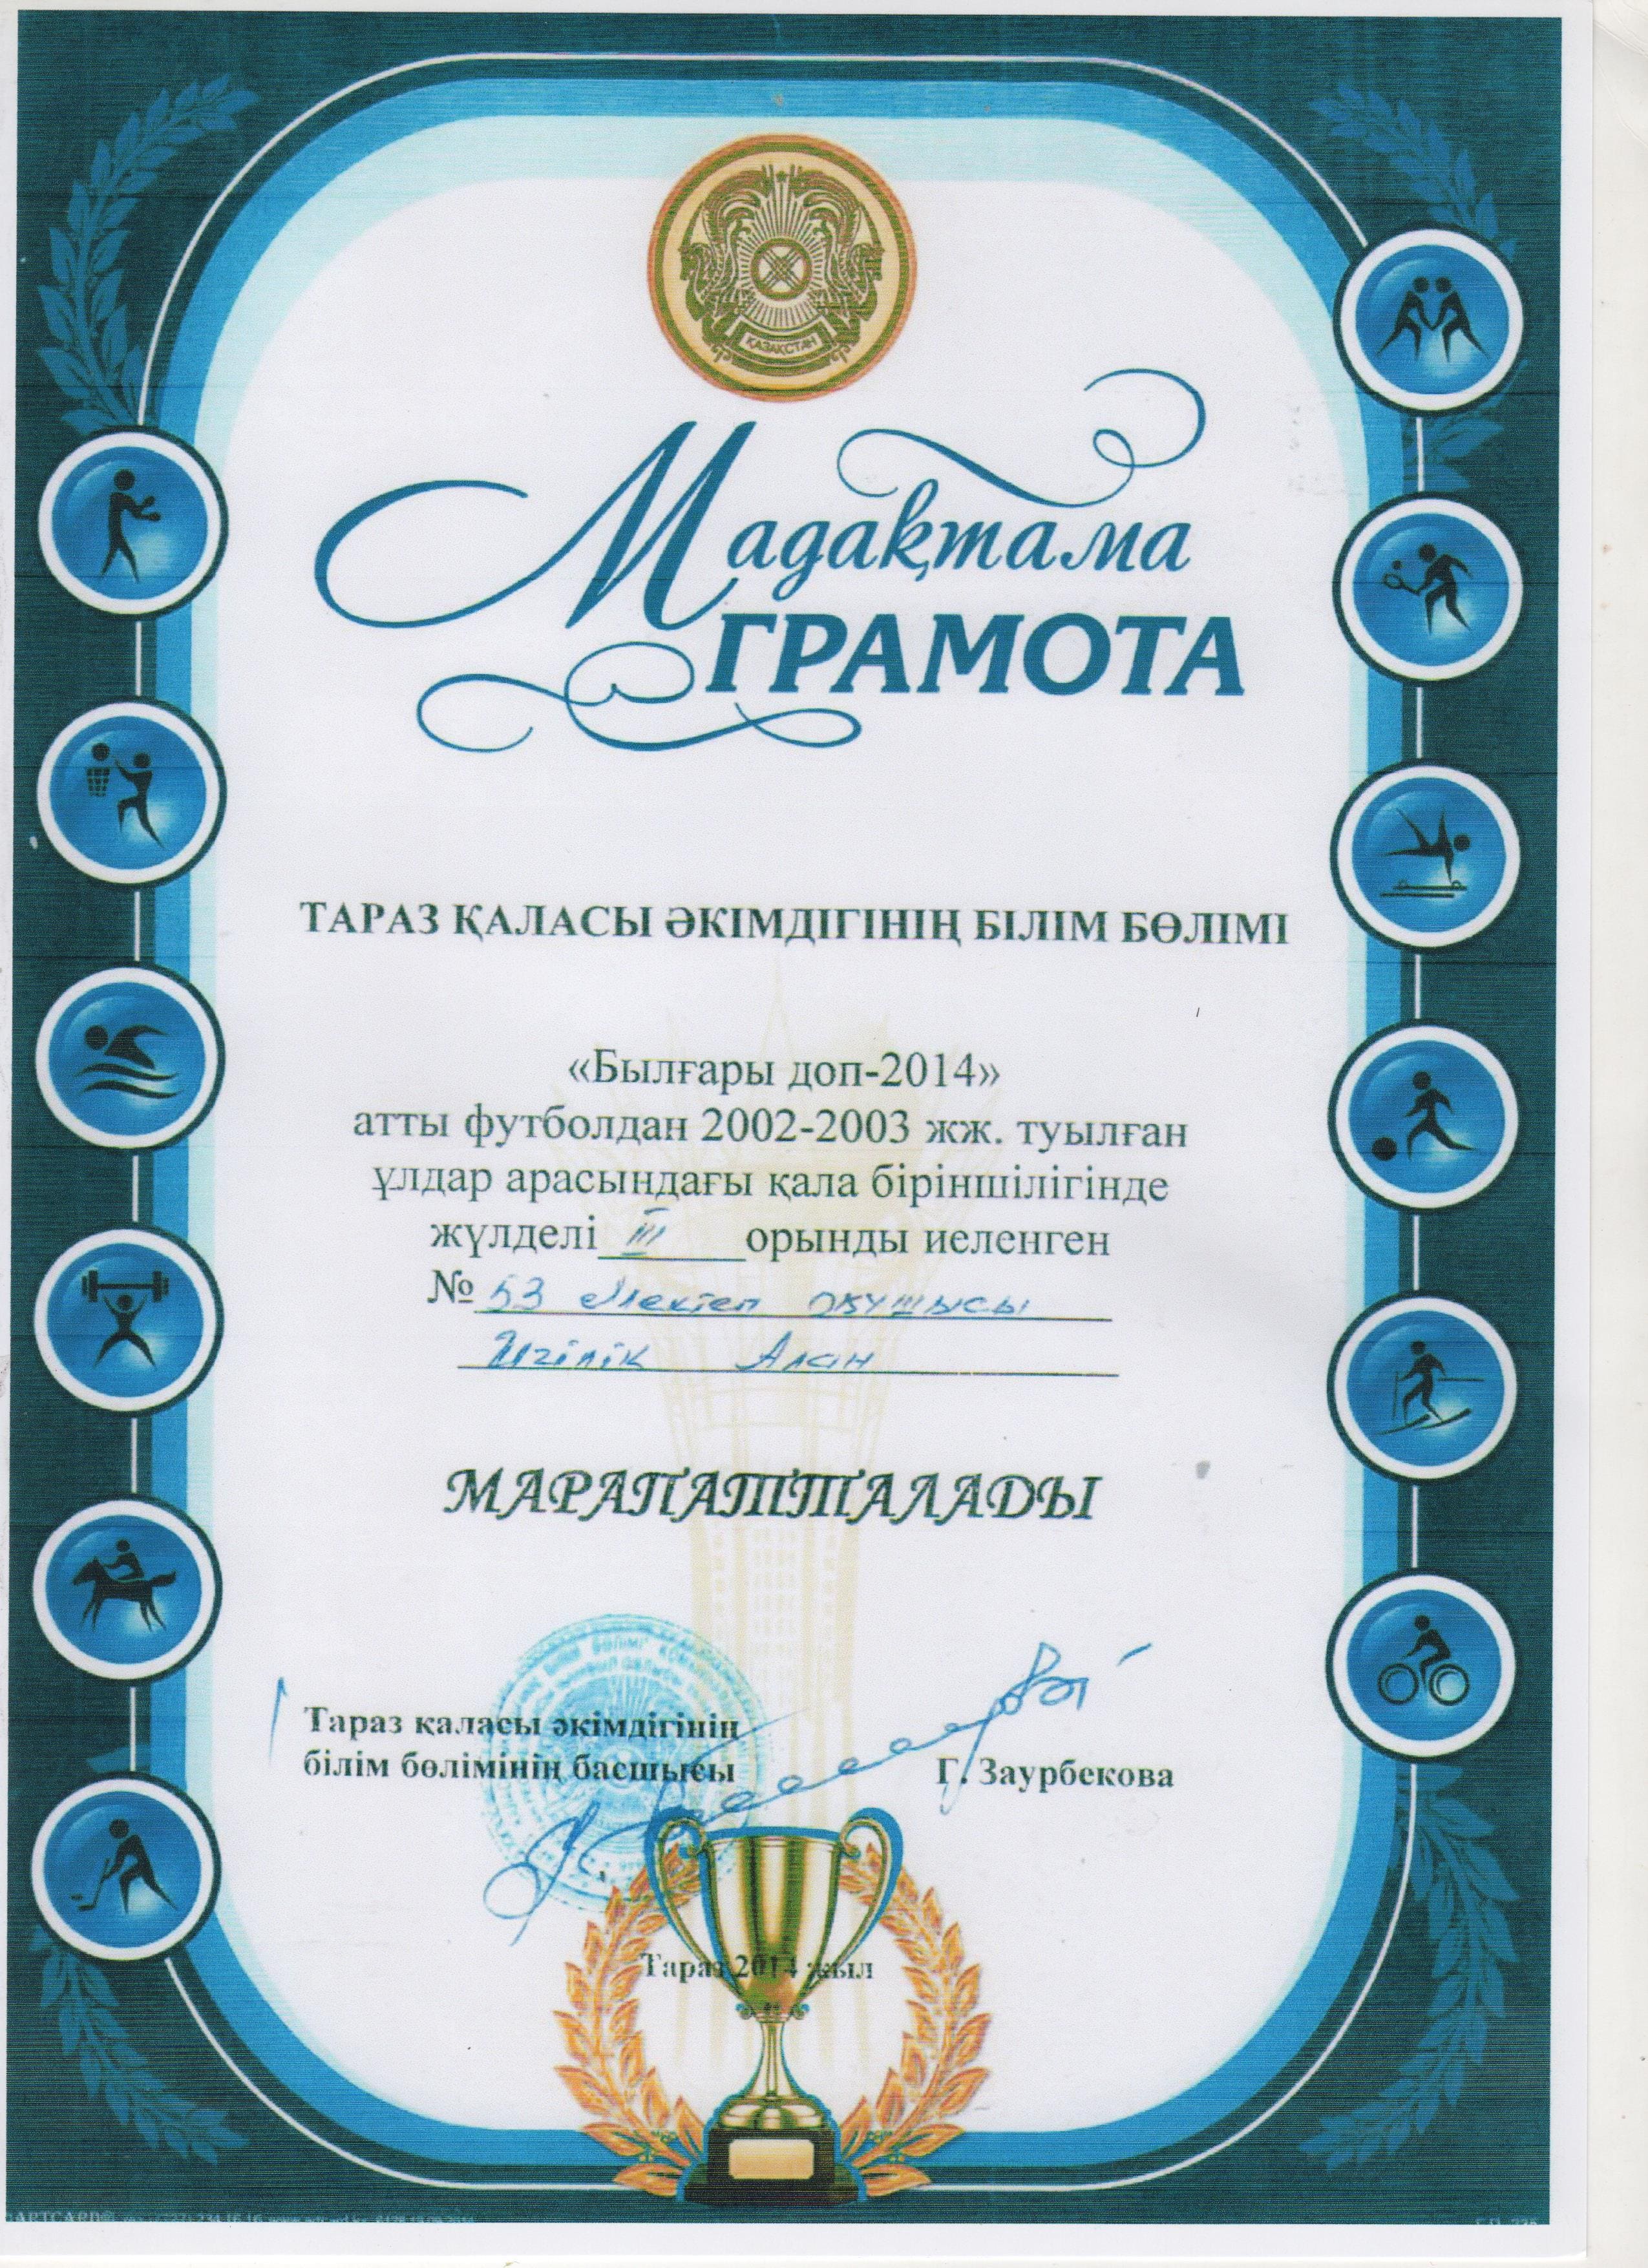 ҚАЗАҚСТАН
Мадақтама
ГРАМОТА
ТАРАЗ ҚАЛАСЫ ӘКІМДІГІНІҢ БІЛІМ БӨЛІМІ
«Былғары доп-2014»
атты футболдан 2002-2003 жж. туылған
ұлдар арасындағы қала біріншілігінде
жүлделі III орынды иеленген
№ 53 мектеп оқушысы
Игілік Алан
МАРАПАТТАЛАДЫ
Тараз қаласы әкімдігінің
білім бөлімінің басшысы Г. Заурбекова
Тараз 2014 жыл